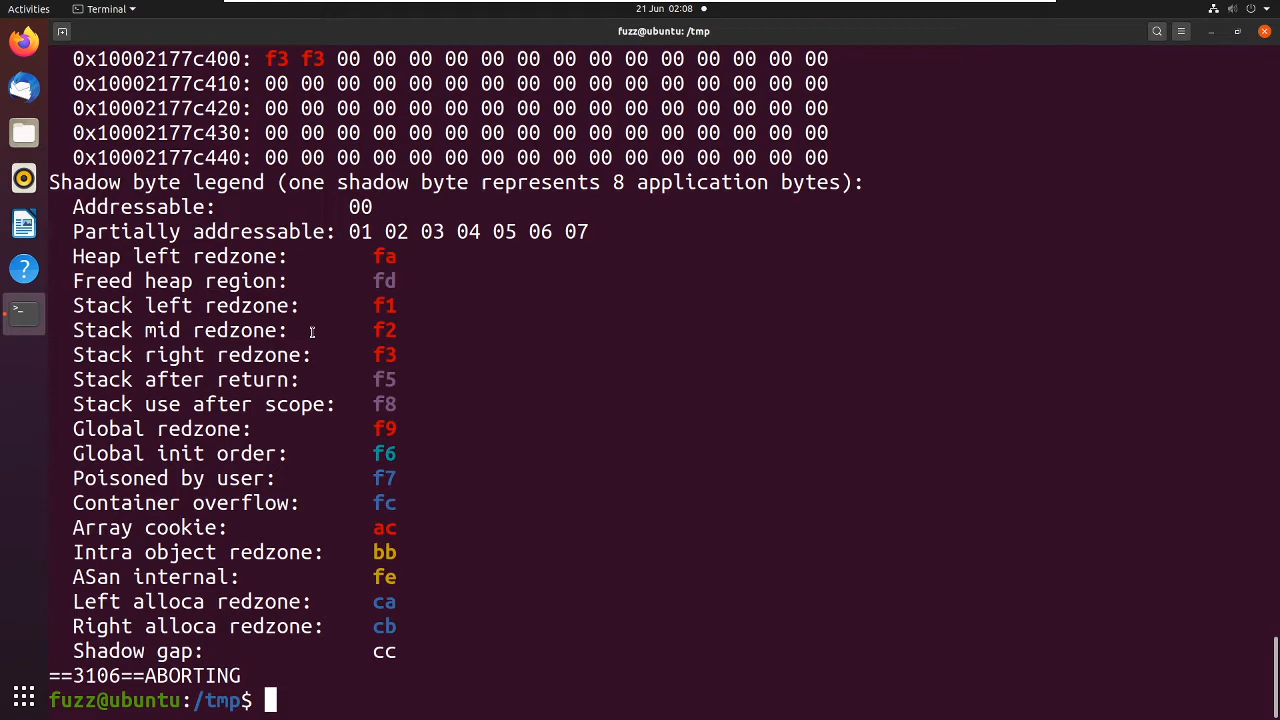 Activities
Terminal
21 Jun 02:08
fuzz@ubuntu: /tmp
0x10002177c400: f3 f3 00 00 00 00 00 00 00 00 00 00 00 00 00 00
0x10002177c410: 00 00 00 00 00 00 00 00 00 00 00 00 00 00 00 00
0x10002177c420: 00 00 00 00 00 00 00 00 00 00 00 00 00 00 00 00
0x10002177c430: 00 00 00 00 00 00 00 00 00 00 00 00 00 00 00 00
0x10002177c440: 00 00 00 00 00 00 00 00 00 00 00 00 00 00 00 00
Shadow byte legend (one shadow byte represents 8 application bytes):
Addressable: 00
Partially addressable: 01 02 03 04 05 06 07
Heap left redzone: fa
Freed heap region: fd
Stack left redzone: f1
Stack mid redzone: f2
Stack right redzone: f3
Stack after return: f5
Stack use after scope: f8
Global redzone: f9
Global init order: f6
Poisoned by user: f7
Container overflow: fc
Array cookie: ac
Intra object redzone: bb
ASan internal: fe
Left alloca redzone: ca
Right alloca redzone: cb
Shadow gap: cc
==3106==ABORTING
fuzz@ubuntu:/tmp$